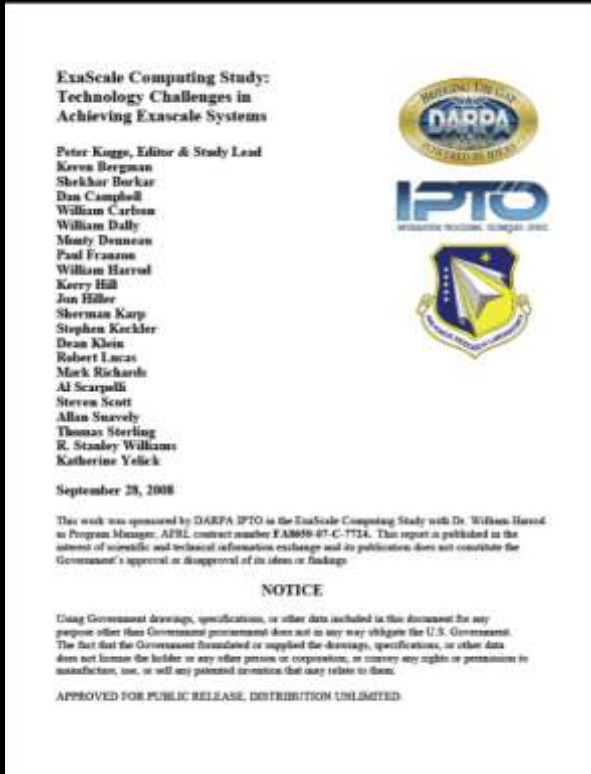 ExaScale Computing Study:
Technology Challenges in
Achieving Exascale Systems
Peter Kogge, Editor & Study Lead
Keren Bergman
Shekhar Borkar
Dan Campbell
William Carlson
William Dally
Monty Denneau
Paul Franzon
William Harrod
Kerry Hill
Jon Hiller
Sherman Karp
Stephen Keckler
Dean Klein
Robert Lucas
Mark Richards
Al Scarpelli
Steven Scott
Allan Snavely
Thomas Sterling
R. Stanley Williams
Katherine Yelick
September 28, 2008
BRIDGING THE GAP
DARPA
POWERED BY IDEAS
IPTO
INFORMATION PROCESSING TECHNIQUES OFFICE
This work was sponsored by DARPA IPTO in the ExaScale Computing Study with Dr. William Harrod
as Program Manager, AFRL contract number FA8650-07-C-7724. This report is published in the
interest of scientific and technical information exchange and its publication does not constitute the
Government's approval or disapproval of its ideas or findings
NOTICE
Using Government drawings, specifications, or other data included in this document for any
purpose other than Government procurement does not in any way obligate the U.S. Government.
The fact that the Government formulated or supplied the drawings, specifications, or other data
does not license the holder or any other person or corporation; or convey any rights or permission to
manufacture, use, or sell any patented invention that may relate to them.
APPROVED FOR PUBLIC RELEASE, DISTRIBUTION UNLIMITED.